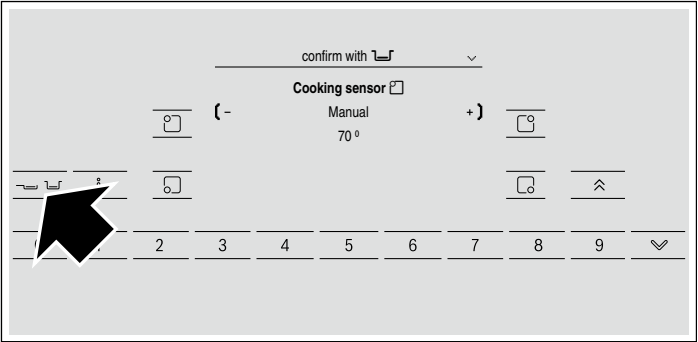 confirm with
Cooking sensor
– Manual +
70 º
2 3 4 5 6 7 8 9